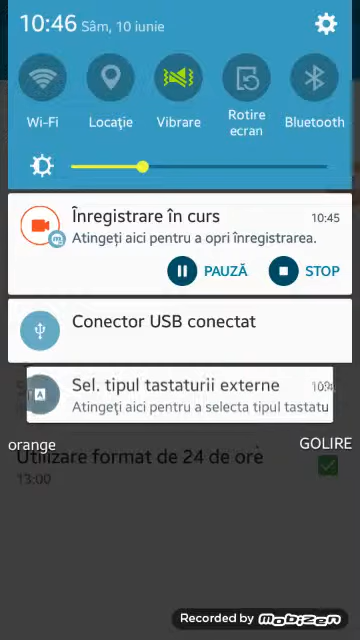 10:46 Sâm, 10 iunie
Wi-Fi
Locaţie
Vibrare
Rotire
ecran
Bluetooth
Înregistrare în curs 10:45
Atingeți aici pentru a opri înregistrarea.
PAUZĂ
STOP
Conector USB conectat
Sel. tipul tastaturii externe
Atingeţi aici pentru a selecta tipul tastatu
orange
GOLIRE
Utilizare format de 24 de ore
13:00
Recorded by Mobizen